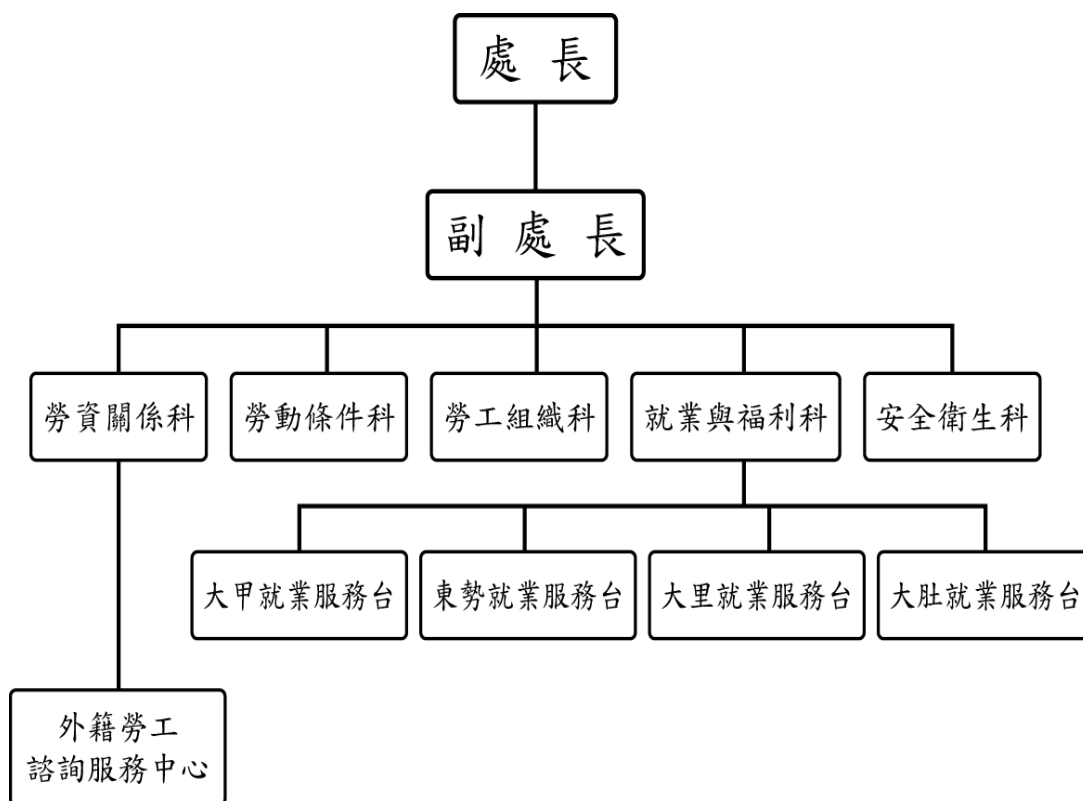 處 長
副 處 長
勞資關係科
勞動條件科
勞工組織科
就業與福利科
安全衛生科
大甲就業服務台
東勢就業服務台
大里就業服務台
大肚就業服務台
外籍勞工
諮詢服務中心